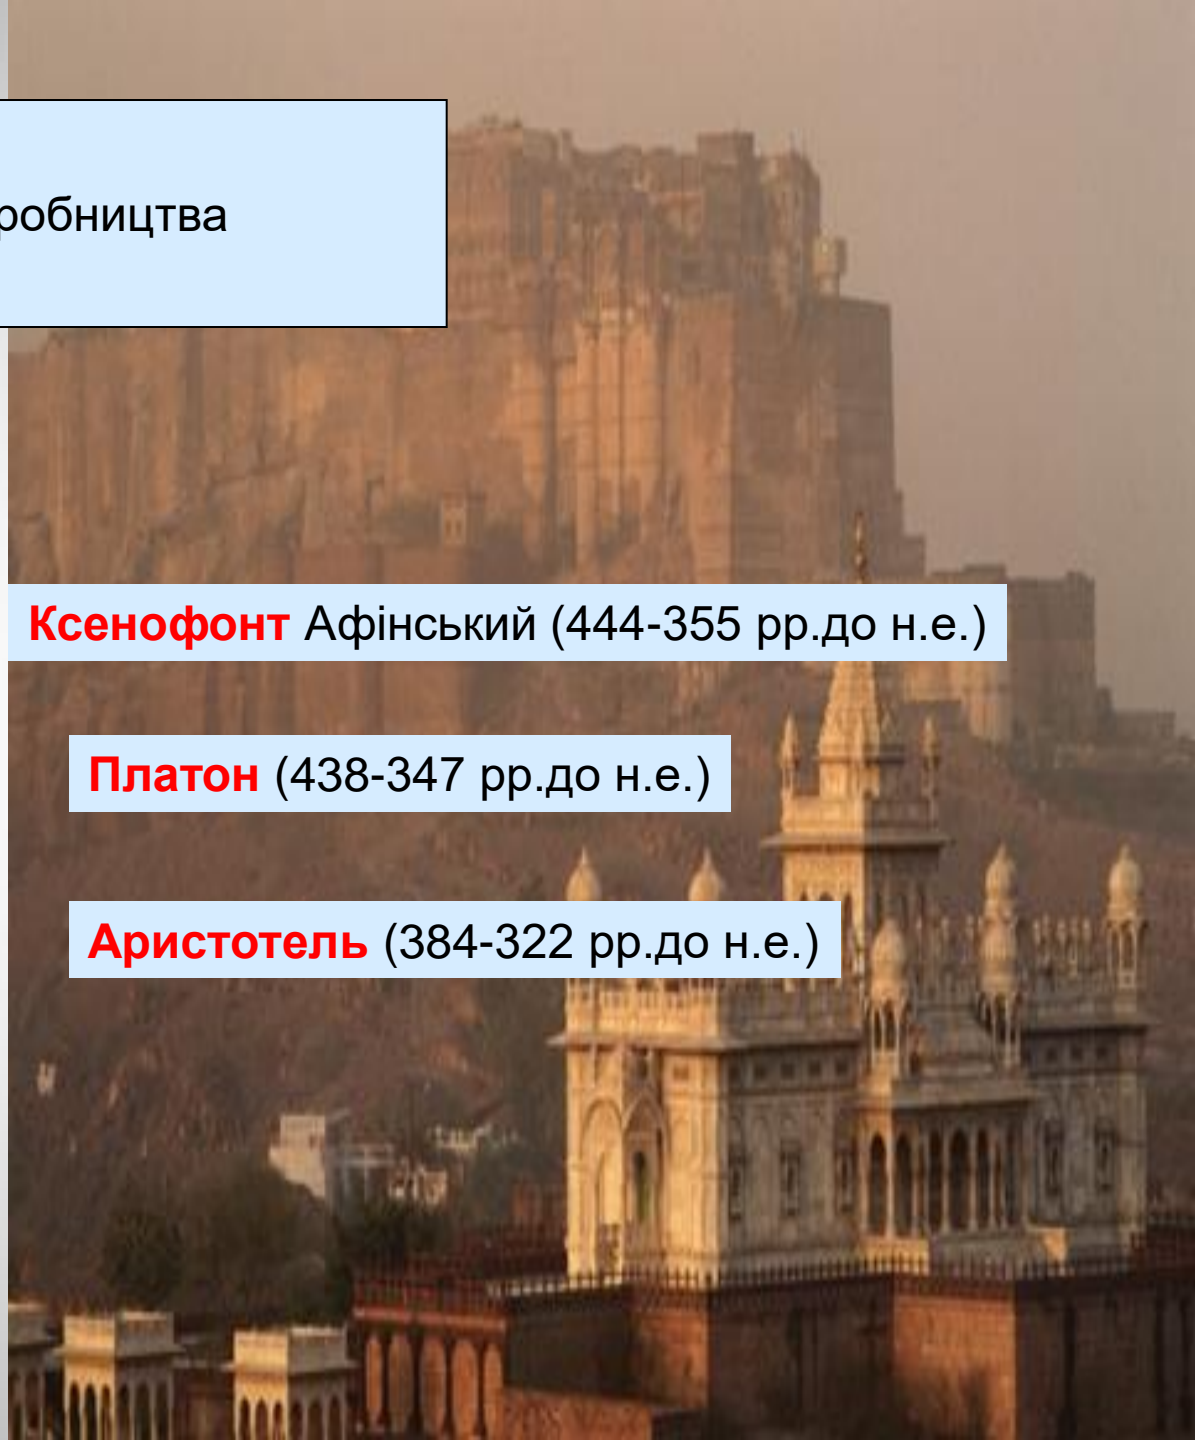 робництва
Ксенофонт Афінський (444-355 рр.до н.е.)
Платон (438-347 рр.до н.е.)
Аристотель (384-322 рр.до н.е.)